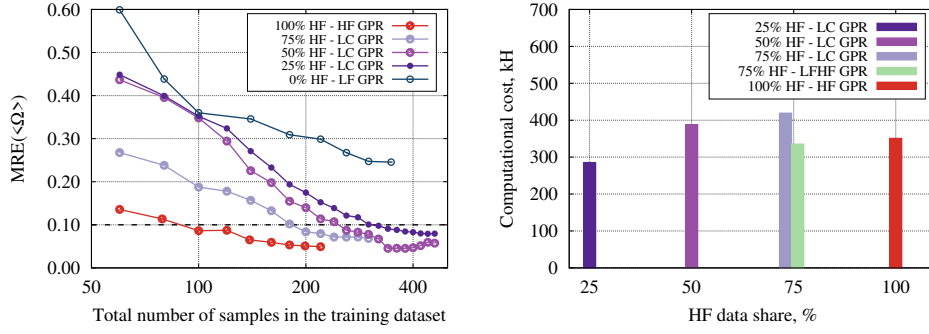 MRE(<Ω>)
0.60
0.50
0.40
0.30
0.20
0.10
0.00
100% HF - HF GPR
75% HF - LC GPR
50% HF - LC GPR
25% HF - LC GPR
0% HF - LF GPR
50
100
200
400
Total number of samples in the training dataset
Computational cost, kH
700
600
500
400
300
200
100
0
25% HF - LC GPR
50% HF - LC GPR
75% HF - LC GPR
75% HF - LFHF GPR
100% HF - HF GPR
25
50
75
100
HF data share, %